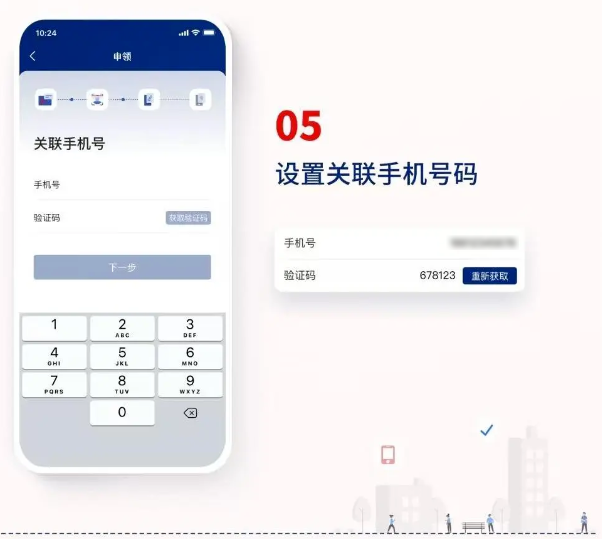 10:24
申领
关联手机号
手机号
验证码 获取验证码
下一步
1 2 3
ABC DEF
4 5 6
GHI JKL MNO
7 8 9
PQRS TUV WXYZ
0
05
设置关联手机号码
手机号
验证码 678123 重新获取